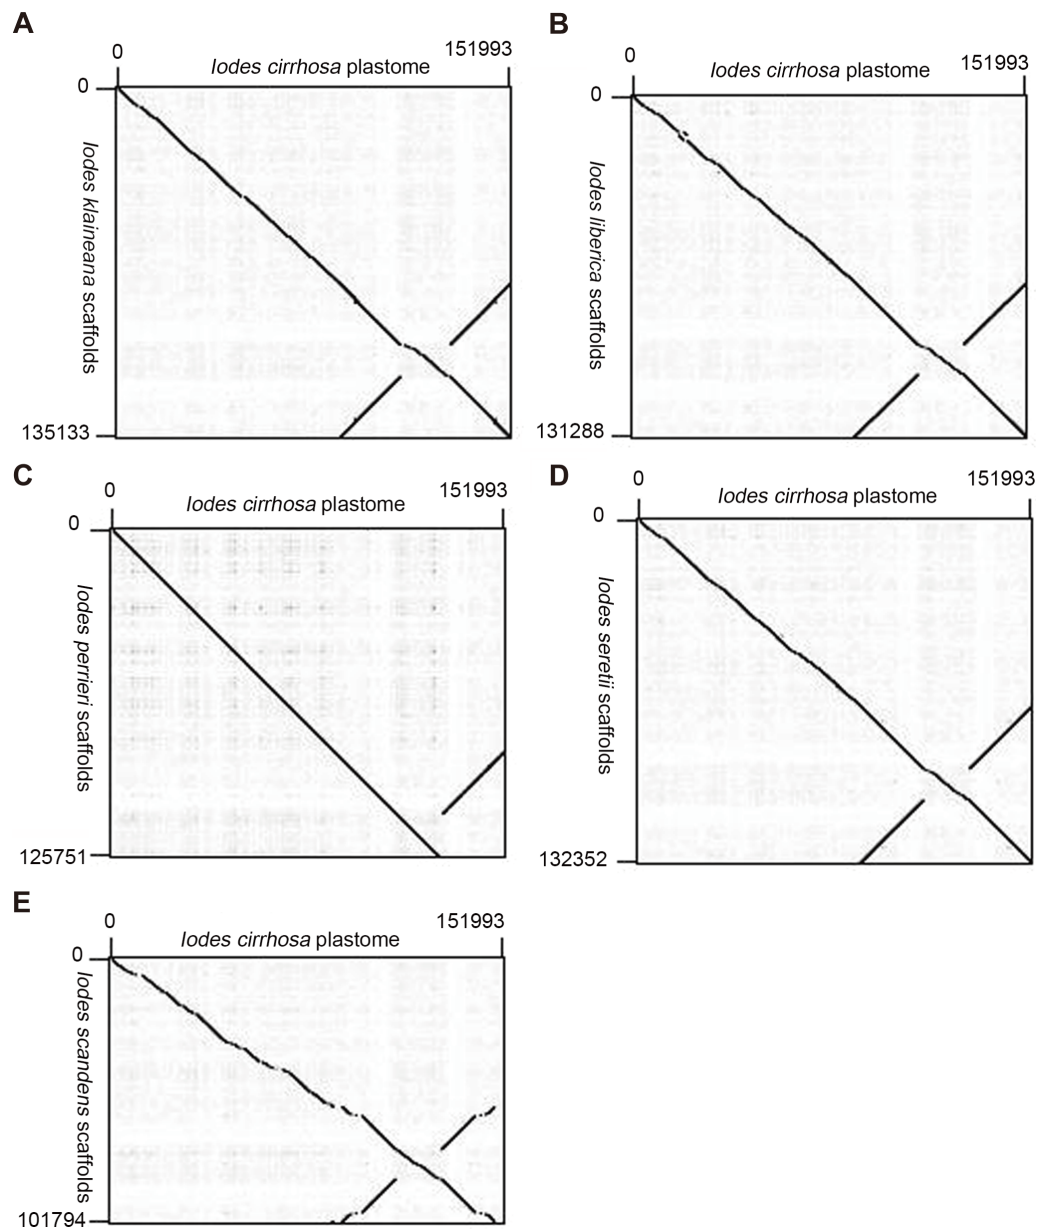 A
0
151993
Iodes cirrhosa plastome
0
Iodes klaineana scaffolds
135133
B
0
151993
Iodes cirrhosa plastome
0
Iodes liberica scaffolds
131288
C
0
151993
Iodes cirrhosa plastome
0
Iodes perrieri scaffolds
125751
D
0
151993
Iodes cirrhosa plastome
0
Iodes seretii scaffolds
132352
E
0
151993
Iodes cirrhosa plastome
0
Iodes scandens scaffolds
101794